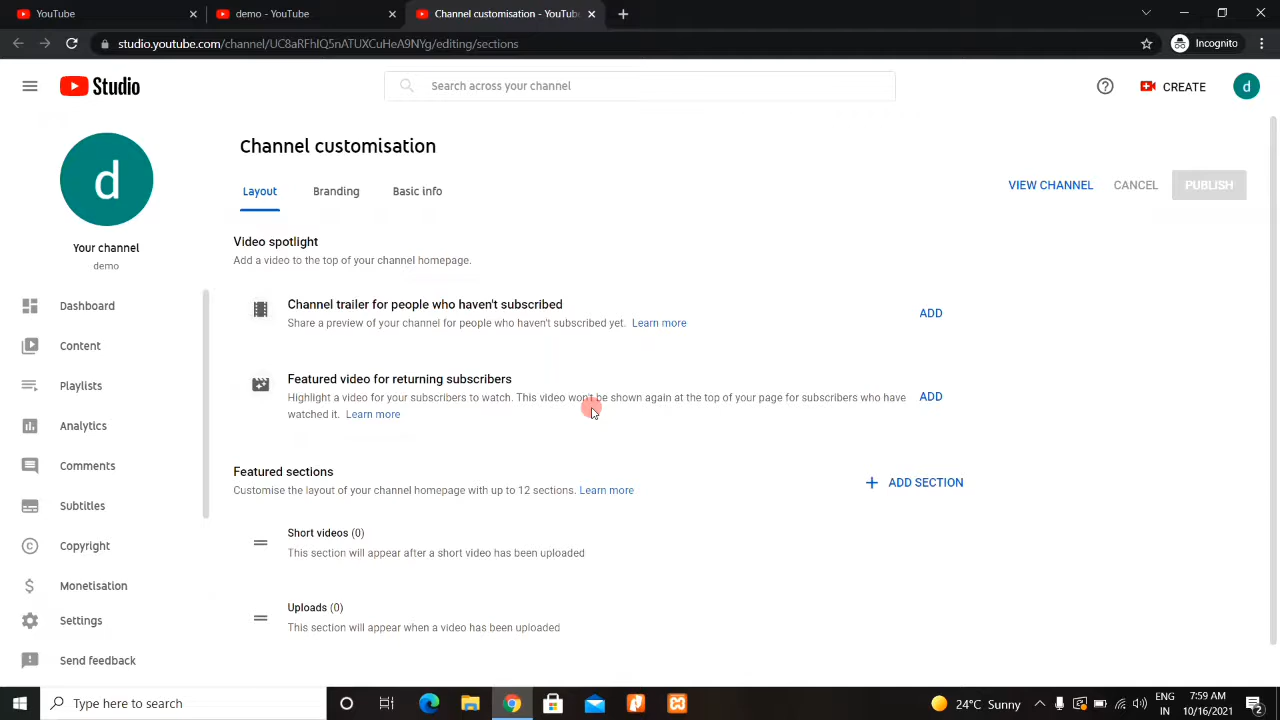 YouTube
demo - YouTube
Channel customisation - YouTube
studio.youtube.com/channel/UC8aRFhIQ5nATUXCuHeA9NYg/editing/sections
Incognito
Studio
Search across your channel
CREATE
d
d
Your channel
demo
Dashboard
Content
Playlists
Analytics
Comments
Subtitles
Copyright
Monetisation
Settings
Send feedback
Channel customisation
Layout
Branding
Basic info
VIEW CHANNEL
CANCEL
PUBLISH
Video spotlight
Add a video to the top of your channel homepage.
Channel trailer for people who haven't subscribed
Share a preview of your channel for people who haven't subscribed yet. Learn more
ADD
Featured video for returning subscribers
Highlight a video for your subscribers to watch. This video won't be shown again at the top of your page for subscribers who have
watched it. Learn more
ADD
Featured sections
Customise the layout of your channel homepage with up to 12 sections. Learn more
ADD SECTION
Short videos (0)
This section will appear after a short video has been uploaded
Uploads (0)
This section will appear when a video has been uploaded
Type here to search
24°C Sunny
ENG
IN
7:59 AM
10/16/2021
2